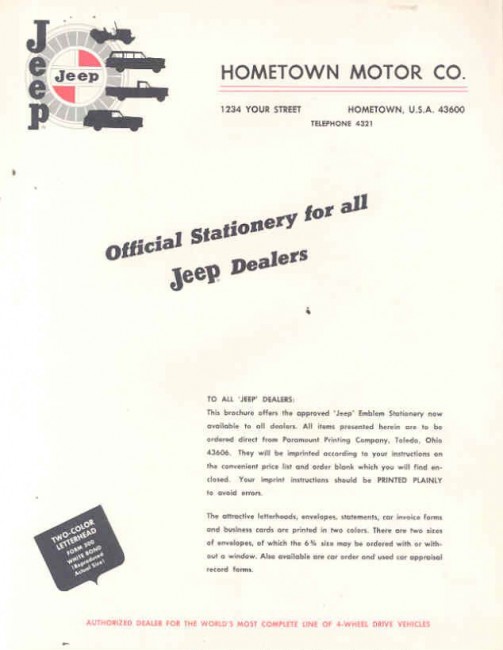 Jeep
Jeep
HOMETOWN MOTOR CO.
1234 YOUR STREET HOMETOWN, U.S.A. 43600
TELEPHONE 4321
Official Stationery for all
Jeep Dealers
TO ALL 'JEEP' DEALERS:
This brochure offers the approved 'Jeep' Emblem Stationery now
available to all dealers. All items presented herein are to be
ordered direct from Paramount Printing Company, Toledo, Ohio
43606. They will be imprinted according to your instructions on
the convenient price list and order blank which you will find en-
closed. Your imprint instructions should be PRINTED PLAINLY
to avoid errors.
The attractive letterheads, envelopes, statements, car invoice forms
and business cards are printed in two colors. There are two sizes
of envelopes, of which the 6¾ size may be ordered with or with-
out a window. Also available are car order and used car appraisal
record forms.
TWO-COLOR
LETTERHEAD
FORM 500
WHITE BOND
(Reproduced
Actual Size)
AUTHORIZED DEALER FOR THE WORLD'S MOST COMPLETE LINE OF 4-WHEEL DRIVE VEHICLES